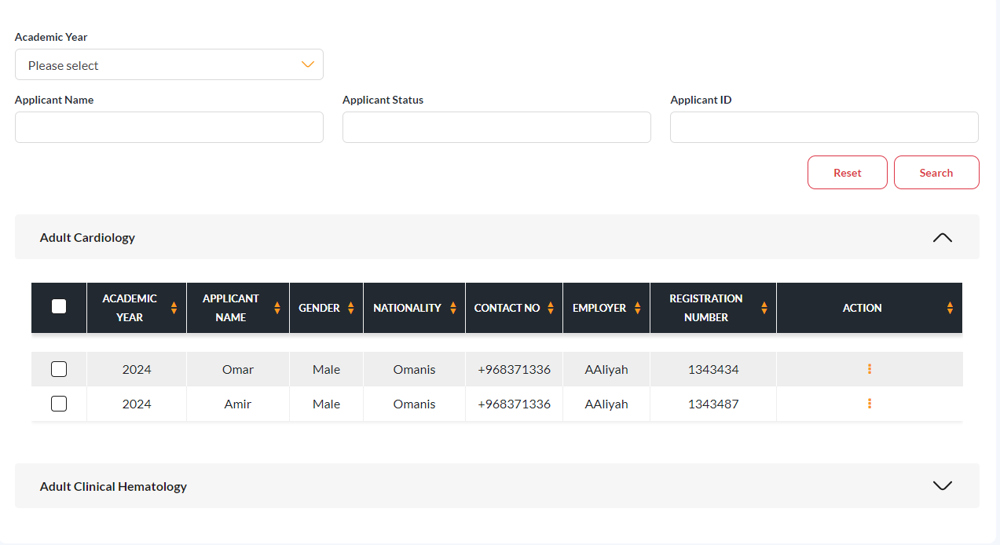 Academic Year
Please select
Applicant Name Applicant Status Applicant ID
Reset Search
Adult Cardiology
ACADEMIC YEAR APPLICANT NAME GENDER NATIONALITY CONTACT NO EMPLOYER REGISTRATION NUMBER ACTION
2024 Omar Male Omanis +968371336 AAliyah 1343434
2024 Amir Male Omanis +968371336 AAliyah 1343487
Adult Clinical Hematology